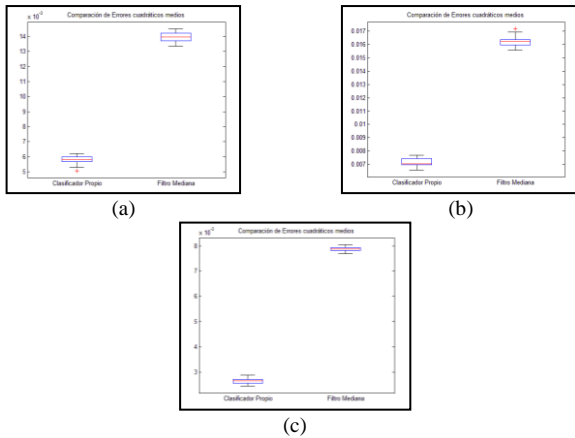 Comparación de Errores cuadráticos medios
x 10⁻³
14
13
12
11
10
9
8
7
6
5
Clasificador Propio Filtro Mediana
(a)
Comparación de Errores cuadráticos medios
0.017
0.016
0.015
0.014
0.013
0.012
0.011
0.01
0.009
0.008
0.007
Clasificador Propio Filtro Mediana
(b)
Comparación de Errores cuadráticos medios
8
7
6
5
4
3
Clasificador Propio Filtro Mediana
(c)